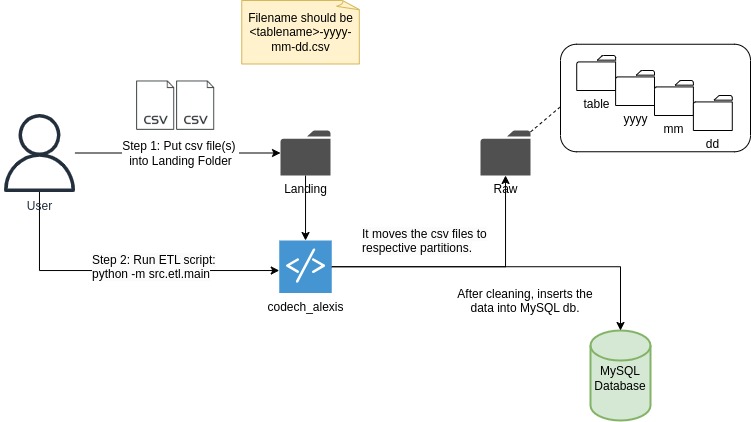 Filename should be
<tablename>-yyyy-
mm-dd.csv
CSV
CSV
Step 1: Put csv file(s)
into Landing Folder
User
Landing
Raw
table
yyyy
mm
dd
Step 2: Run ETL script:
python -m src.etl.main
codech_alexis
It moves the csv files to
respective partitions.
After cleaning, inserts the
data into MySQL db.
MySQL
Database